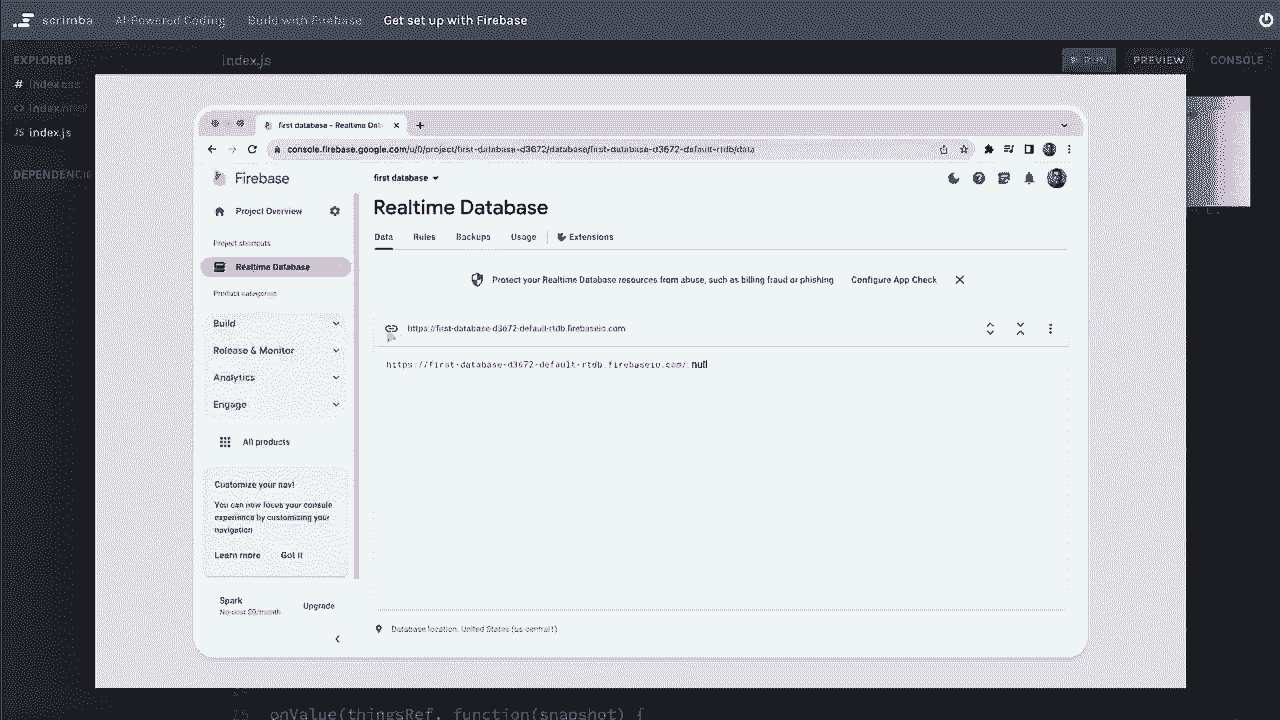 scrimba AI-Powered Coding Build with Firebase Get set up with Firebase
EXPLORER index.js RUN PREVIEW CONSOLE
# index.css
<> index.html
JS index.js
DEPENDENCIE
first database - Realtime
console.firebase.google.com/u/0/project/first-database-d3672/database/first-database-d3672-default-rtdb/data
Firebase
first database
Project Overview
Realtime Database
Data Rules Backups Usage Extensions
Project shortcuts
Realtime Database
Product categories
Protect your Realtime Database resources from abuse, such as billing fraud or phishing Configure App Check
Build
https://first-database-d3672-default-rtdb.firebaseio.com
Release & Monitor
https://first-database-d3672-default-rtdb.firebaseio.com/: null
Analytics
Engage
All products
Customize your nav!
You can now focus your console
experience by customizing your
navigation
Learn more Got it
Spark
No-cost $0/month
Upgrade
Database location: United States (us-central1)
25 onValue(thingsRef, function(snapshot) {